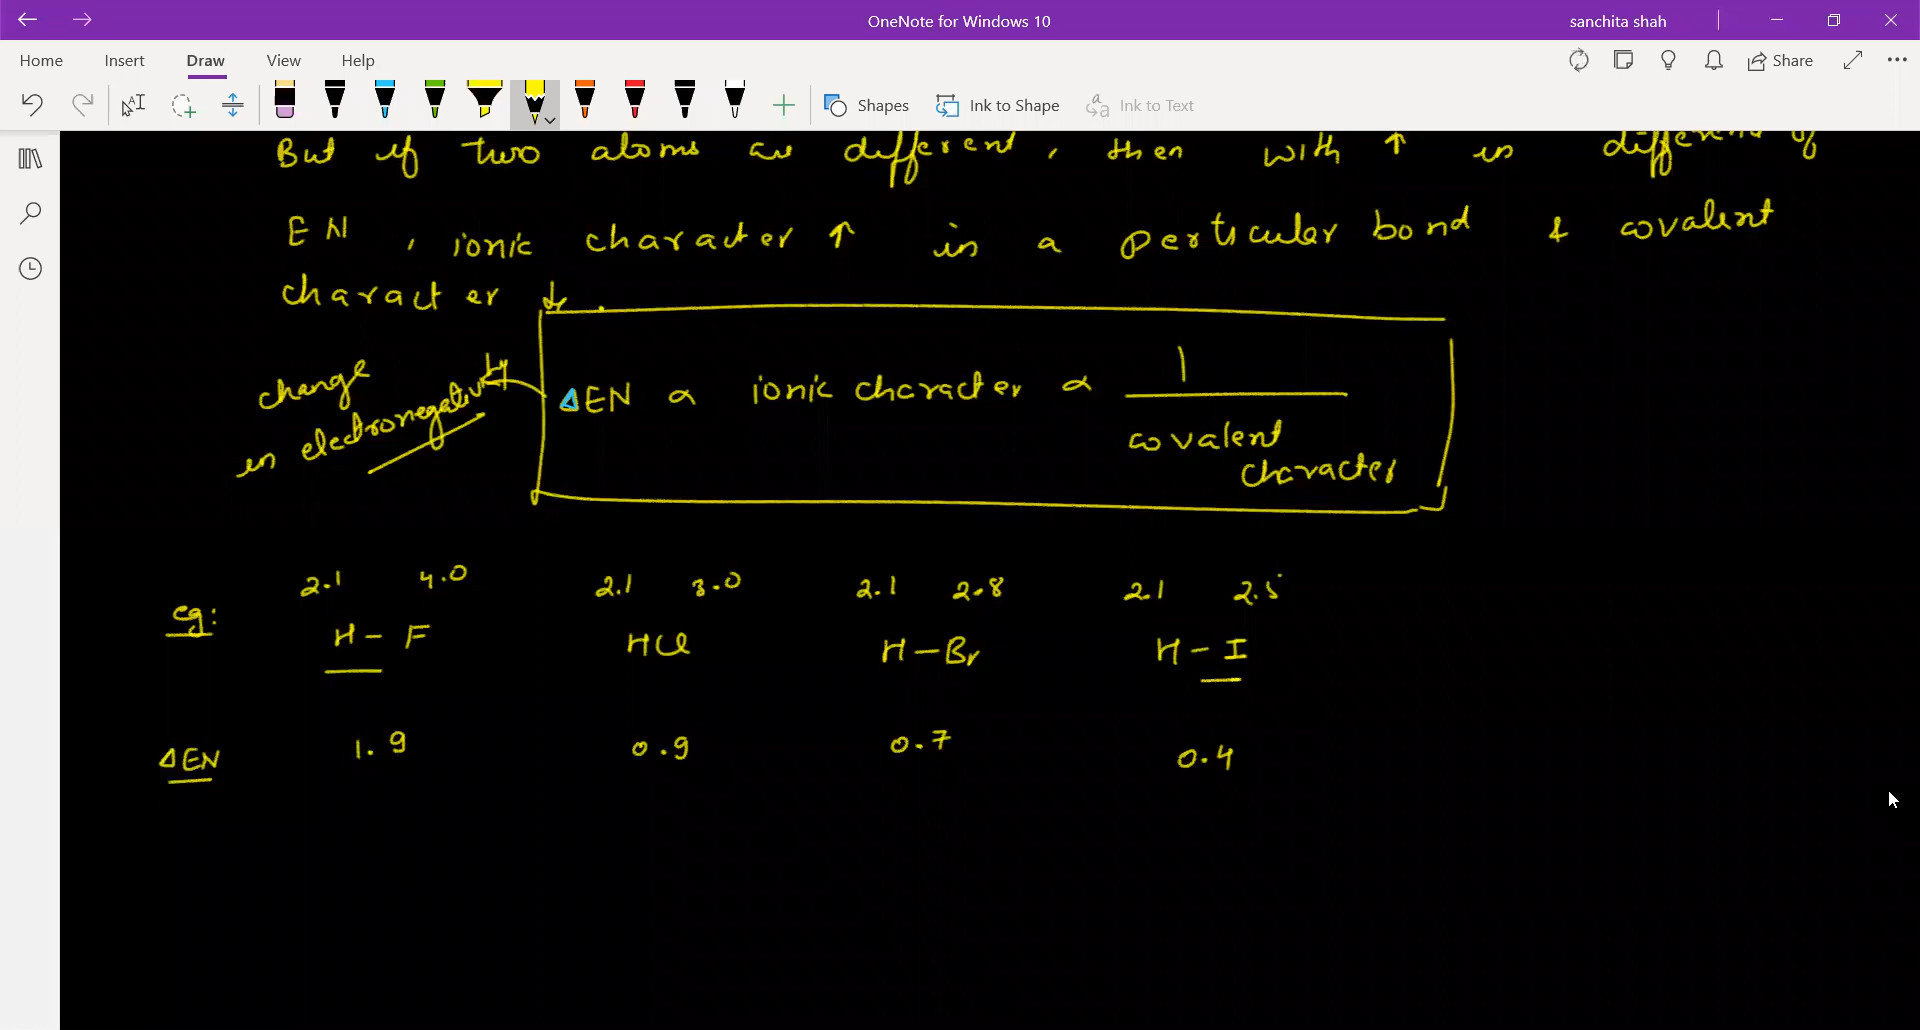 OneNote for Windows 10
sanchita shah
Home Insert Draw View Help
Share
Shapes Ink to Shape Ink to Text
But if two atoms are different, then with ↑ in different of
EN, ionic character ↑ in a perticular bond & covalent
character ↓.
change
in electronegativity
ΔEN ∝ ionic character ∝ 1
covalent
character
2.1 4.0 2.1 3.0 2.1 2.8 2.1 2.5
eg: H - F HCl H - Br H - I
ΔEN 1.9 0.9 0.7 0.4